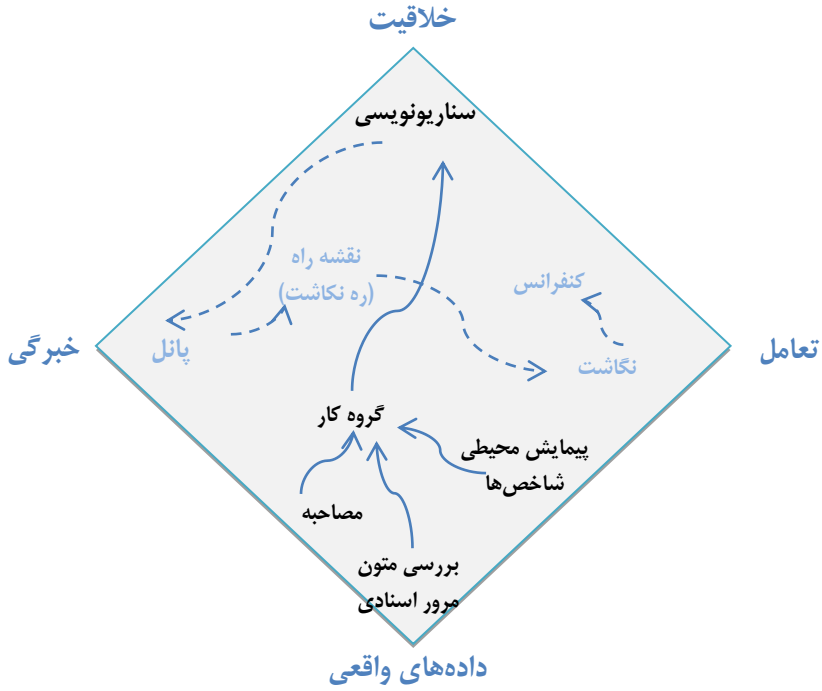 خلاقیت
سناریونویسی
نقشه راه
(ره نکاشت)
کنفرانس
تعامل
خبرگی
پانل
نگاشت
گروه کار
پیمایش محیطی
شاخص‌ها
مصاحبه
بررسی متون
مرور اسنادی
داده‌های واقعی